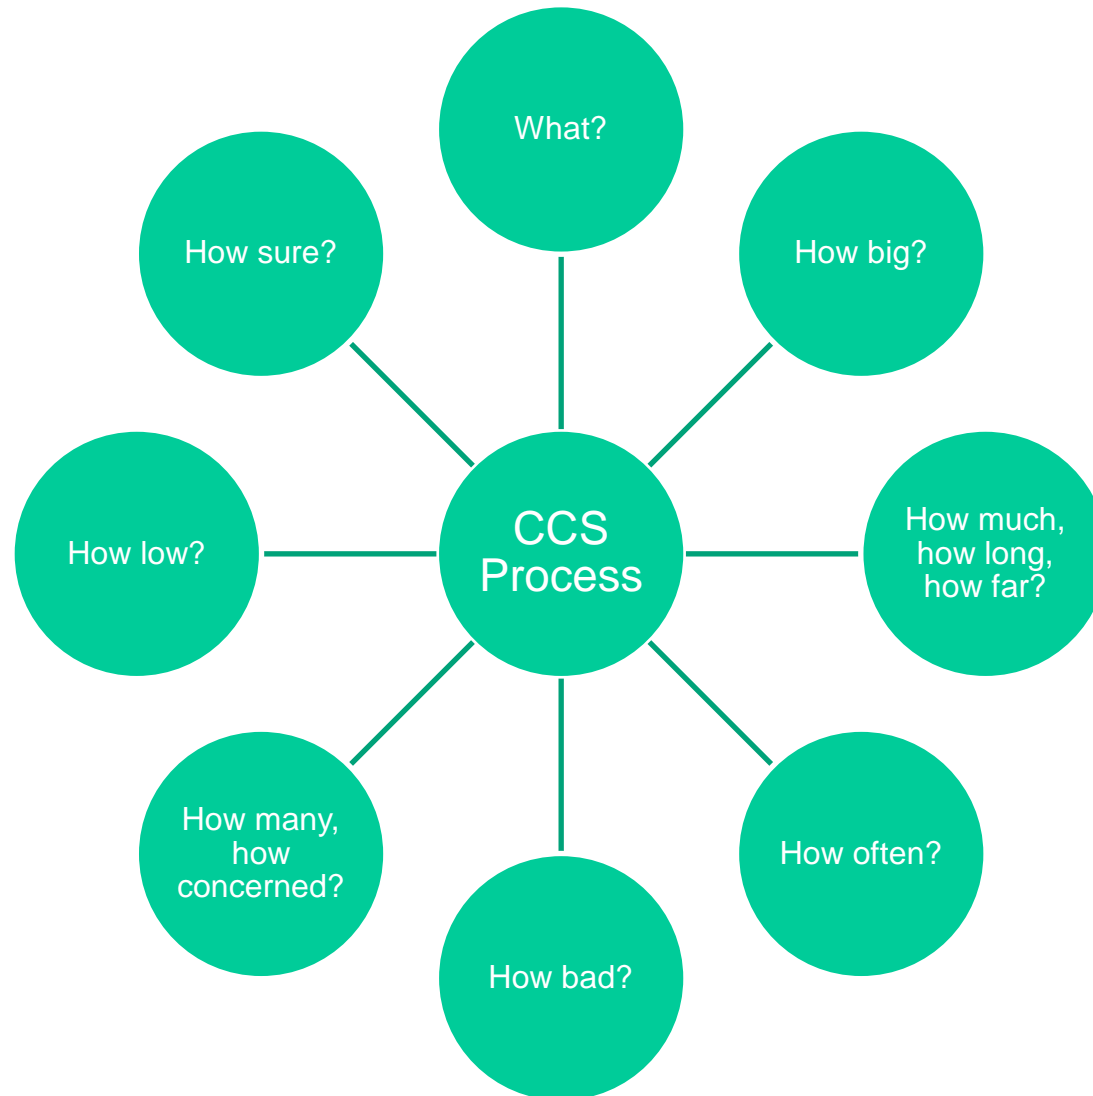 What?
How sure?
How big?
How much,
how long,
how far?
CCS
Process
How low?
How many,
how
concerned?
How often?
How bad?